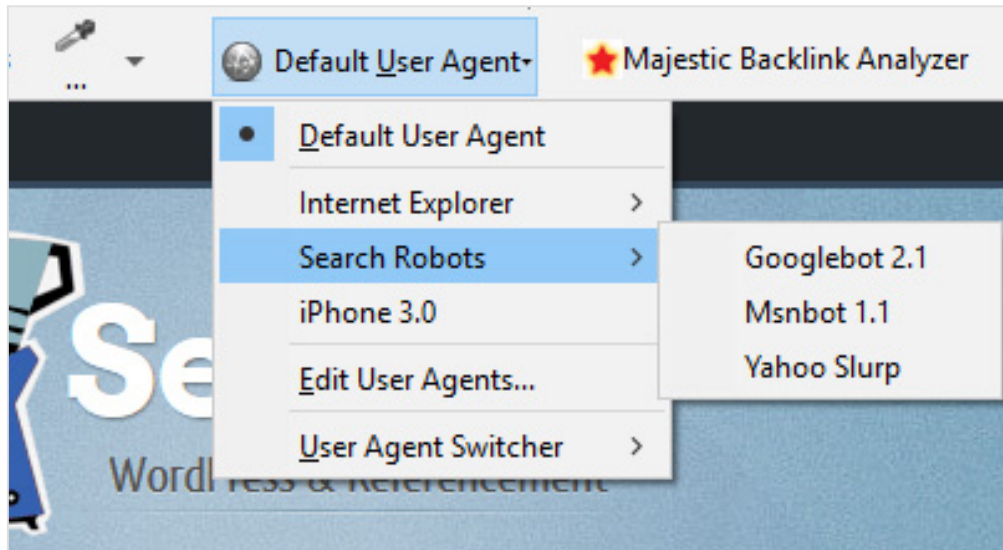 ...
Default User Agent
Majestic Backlink Analyzer
Default User Agent
Internet Explorer
Search Robots
iPhone 3.0
Edit User Agents...
User Agent Switcher
Googlebot 2.1
Msnbot 1.1
Yahoo Slurp
Se
WordPress & Referencement